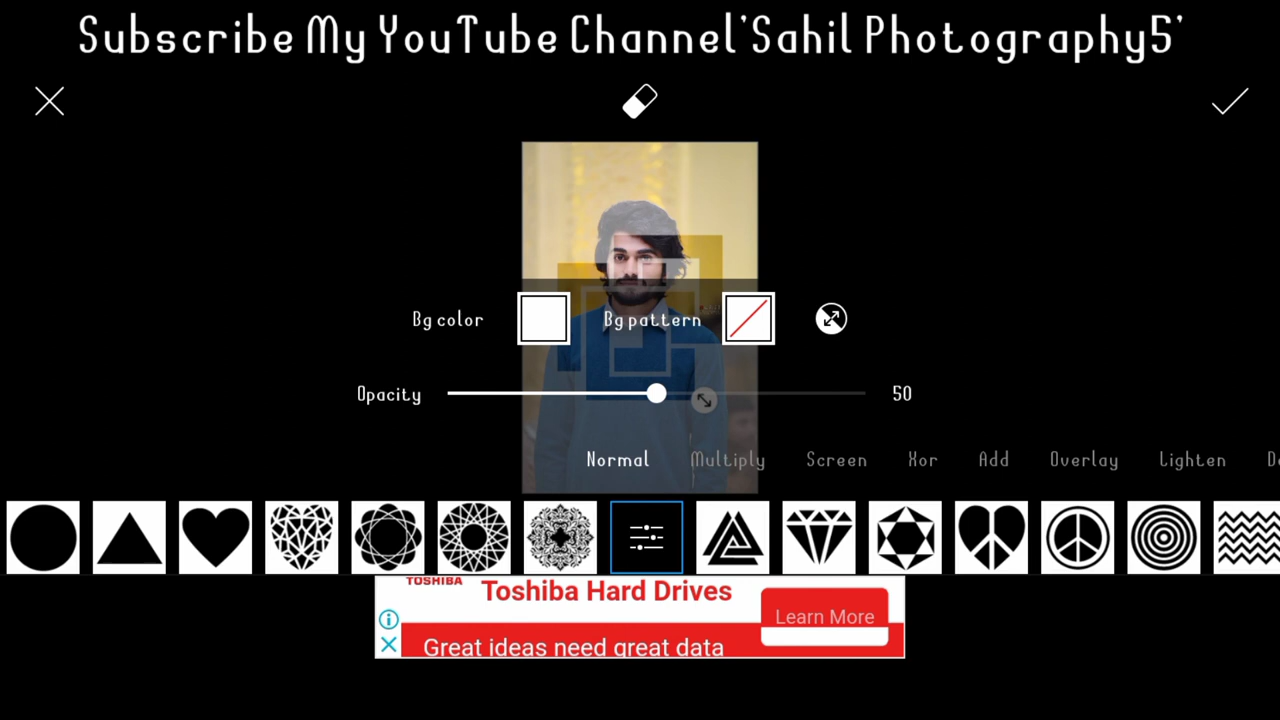 Subscribe My YouTube Channel'Sahil Photography5'
Bg color
Bg pattern
Opacity
50
Normal Multiply Screen Xor Add Overlay Lighten
TOSHIBA
Toshiba Hard Drives
Learn More
Great ideas need great data